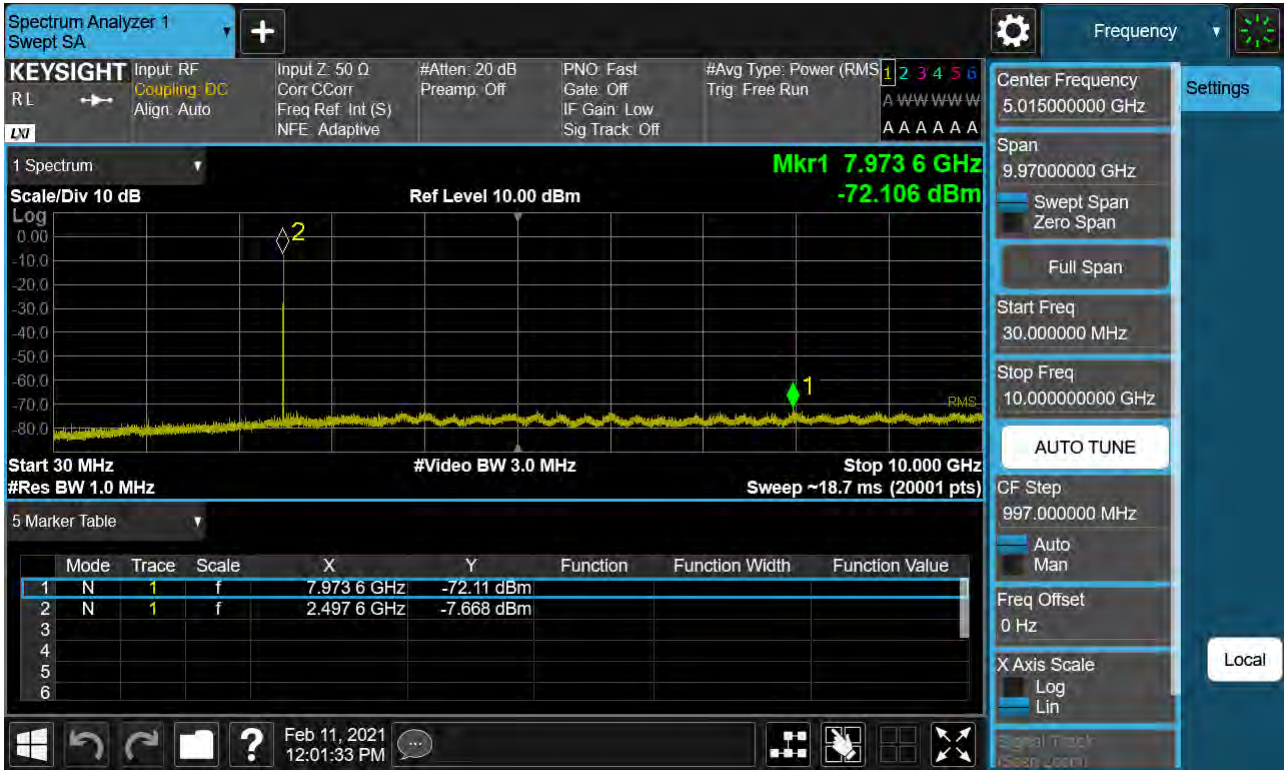 Spectrum Analyzer 1
Swept SA
+
Frequency
KEYSIGHT
RL
LXI
Input: RF
Coupling: DC
Align: Auto
Input Z: 50 Ω
Corr CCorr
Freq Ref: Int (S)
NFE: Adaptive
#Atten: 20 dB
Preamp: Off
PNO: Fast
Gate: Off
IF Gain: Low
Sig Track: Off
#Avg Type: Power (RMS
Trig: Free Run
1 2 3 4 5 6
A W W W W W
A A A A A A
1 Spectrum
Scale/Div 10 dB
Ref Level 10.00 dBm
Mkr1 7.973 6 GHz
-72.106 dBm
Log
0.00
-10.0
-20.0
-30.0
-40.0
-50.0
-60.0
-70.0
-80.0
2
1
RMS
Start 30 MHz
#Video BW 3.0 MHz
Stop 10.000 GHz
#Res BW 1.0 MHz
Sweep ~18.7 ms (20001 pts)
5 Marker Table
Mode Trace Scale X Y Function Function Width Function Value
1 N 1 f 7.973 6 GHz -72.11 dBm
2 N 1 f 2.497 6 GHz -7.668 dBm
3
4
5
6
Feb 11, 2021
12:01:33 PM
Center Frequency
5.015000000 GHz
Settings
Span
9.97000000 GHz
Swept Span
Zero Span
Full Span
Start Freq
30.000000 MHz
Stop Freq
10.000000000 GHz
AUTO TUNE
CF Step
997.000000 MHz
Auto
Man
Freq Offset
0 Hz
X Axis Scale
Log
Lin
Local
Signal Track
(Span Zoom)